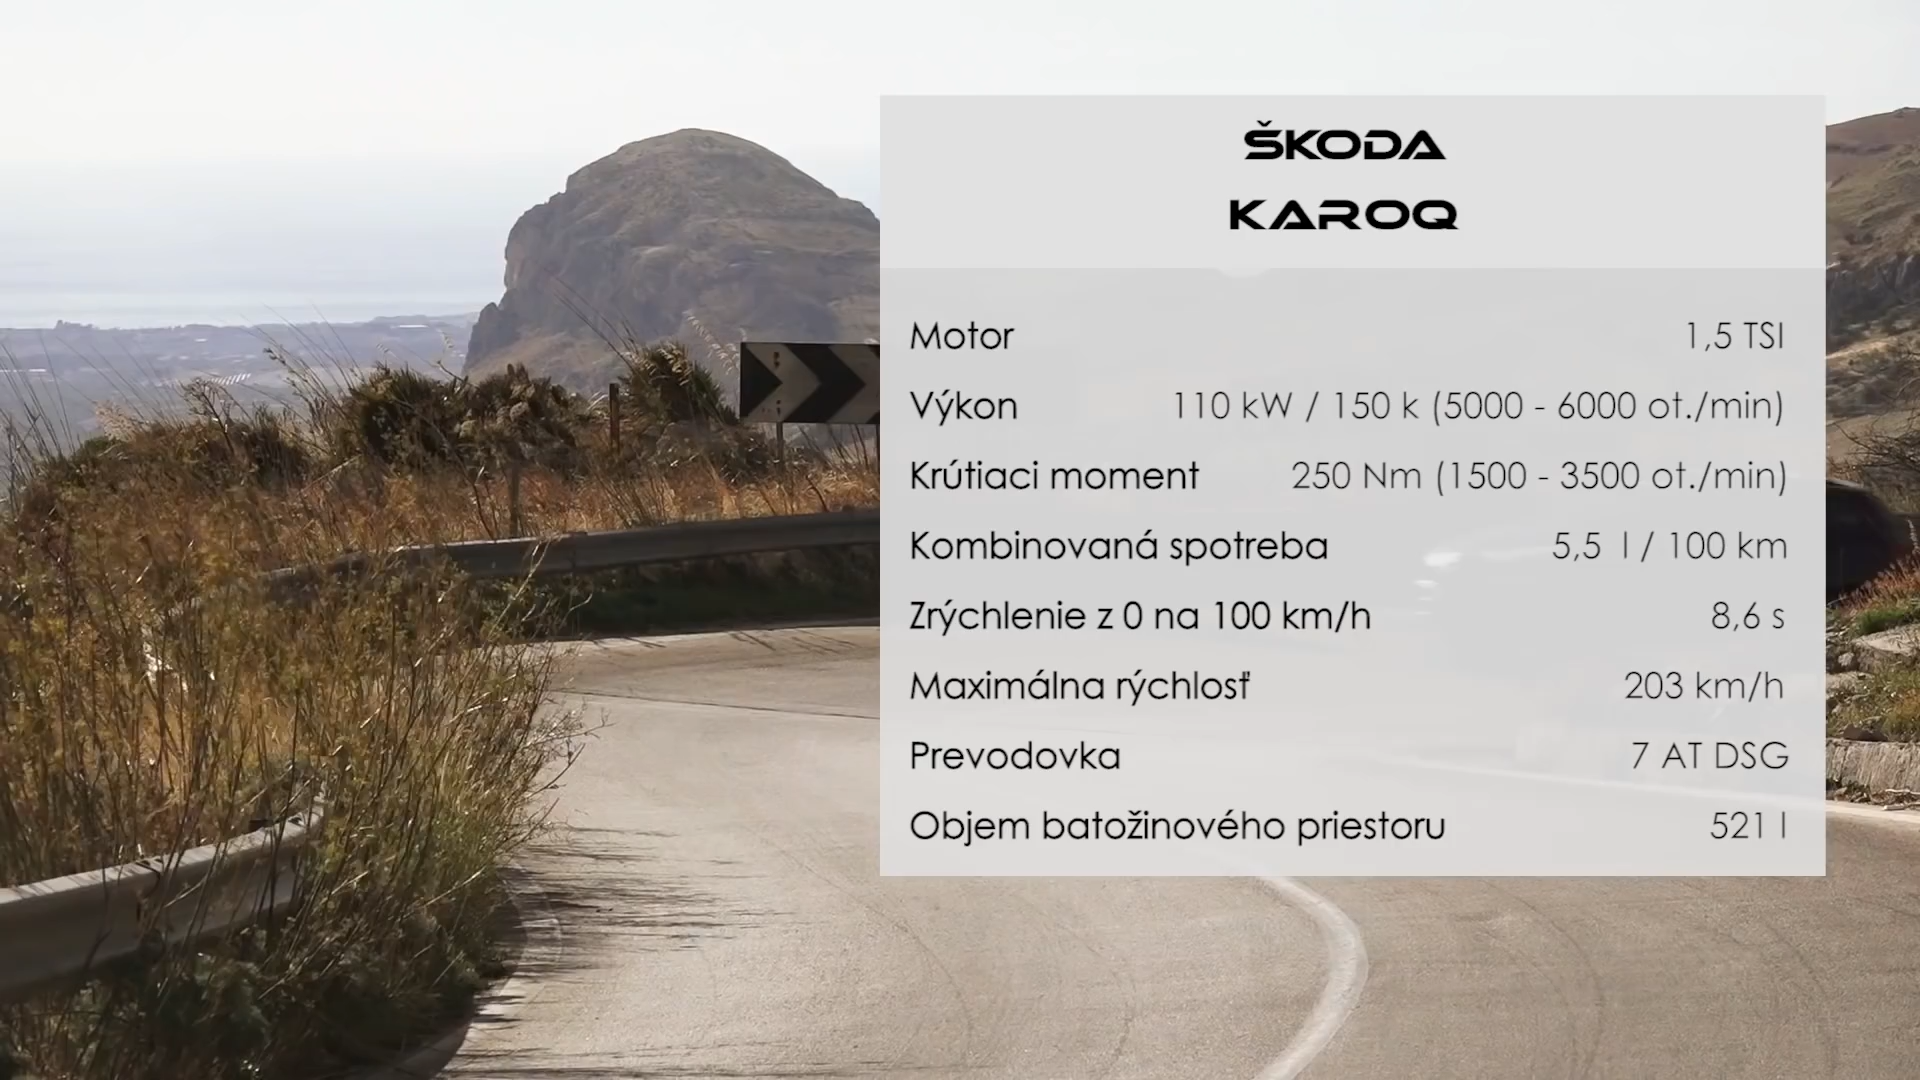 ŠKODA
KAROQ
Motor 1,5 TSI
Výkon 110 kW / 150 k (5000 - 6000 ot./min)
Krútiaci moment 250 Nm (1500 - 3500 ot./min)
Kombinovaná spotreba 5,5 l / 100 km
Zrýchlenie z 0 na 100 km/h 8,6 s
Maximálna rýchlosť 203 km/h
Prevodovka 7 AT DSG
Objem batožinového priestoru 521 l